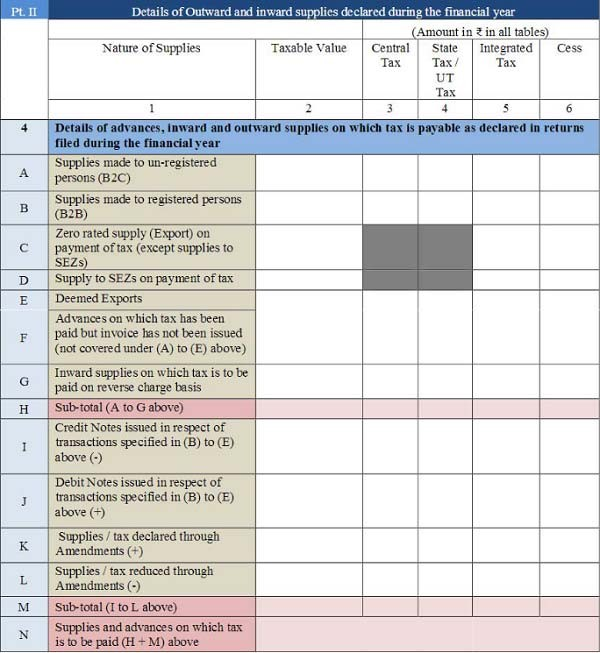 Pt. II Details of Outward and inward supplies declared during the financial year
(Amount in ₹ in all tables)
Nature of Supplies Taxable Value Central Tax State Tax / UT Tax Integrated Tax Cess
1 2 3 4 5 6
4 Details of advances, inward and outward supplies on which tax is payable as declared in returns
filed during the financial year
A Supplies made to un-registered
persons (B2C)
B Supplies made to registered persons
(B2B)
C Zero rated supply (Export) on
payment of tax (except supplies to
SEZs)
D Supply to SEZs on payment of tax
E Deemed Exports
F Advances on which tax has been
paid but invoice has not been issued
(not covered under (A) to (E) above)
G Inward supplies on which tax is to be
paid on reverse charge basis
H Sub-total (A to G above)
I Credit Notes issued in respect of
transactions specified in (B) to (E)
above (-)
J Debit Notes issued in respect of
transactions specified in (B) to (E)
above (+)
K Supplies / tax declared through
Amendments (+)
L Supplies / tax reduced through
Amendments (-)
M Sub-total (I to L above)
N Supplies and advances on which tax
is to be paid (H + M) above